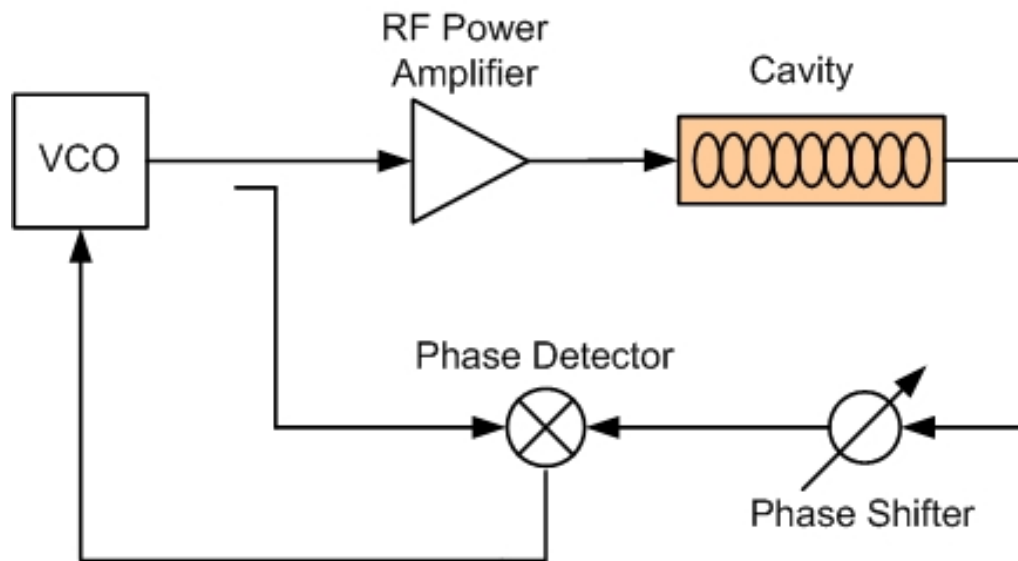 RF Power
Amplifier
Cavity
VCO
Phase Detector
Phase Shifter